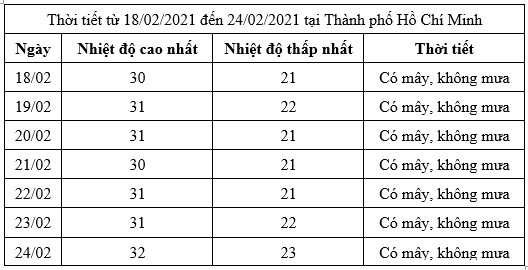 Thời tiết từ 18/02/2021 đến 24/02/2021 tại Thành phố Hồ Chí Minh
Ngày Nhiệt độ cao nhất Nhiệt độ thấp nhất Thời tiết
18/02 30 21 Có mây, không mưa
19/02 31 22 Có mây, không mưa
20/02 31 21 Có mây, không mưa
21/02 30 21 Có mây, không mưa
22/02 31 21 Có mây, không mưa
23/02 31 22 Có mây, không mưa
24/02 32 23 Có mây, không mưa